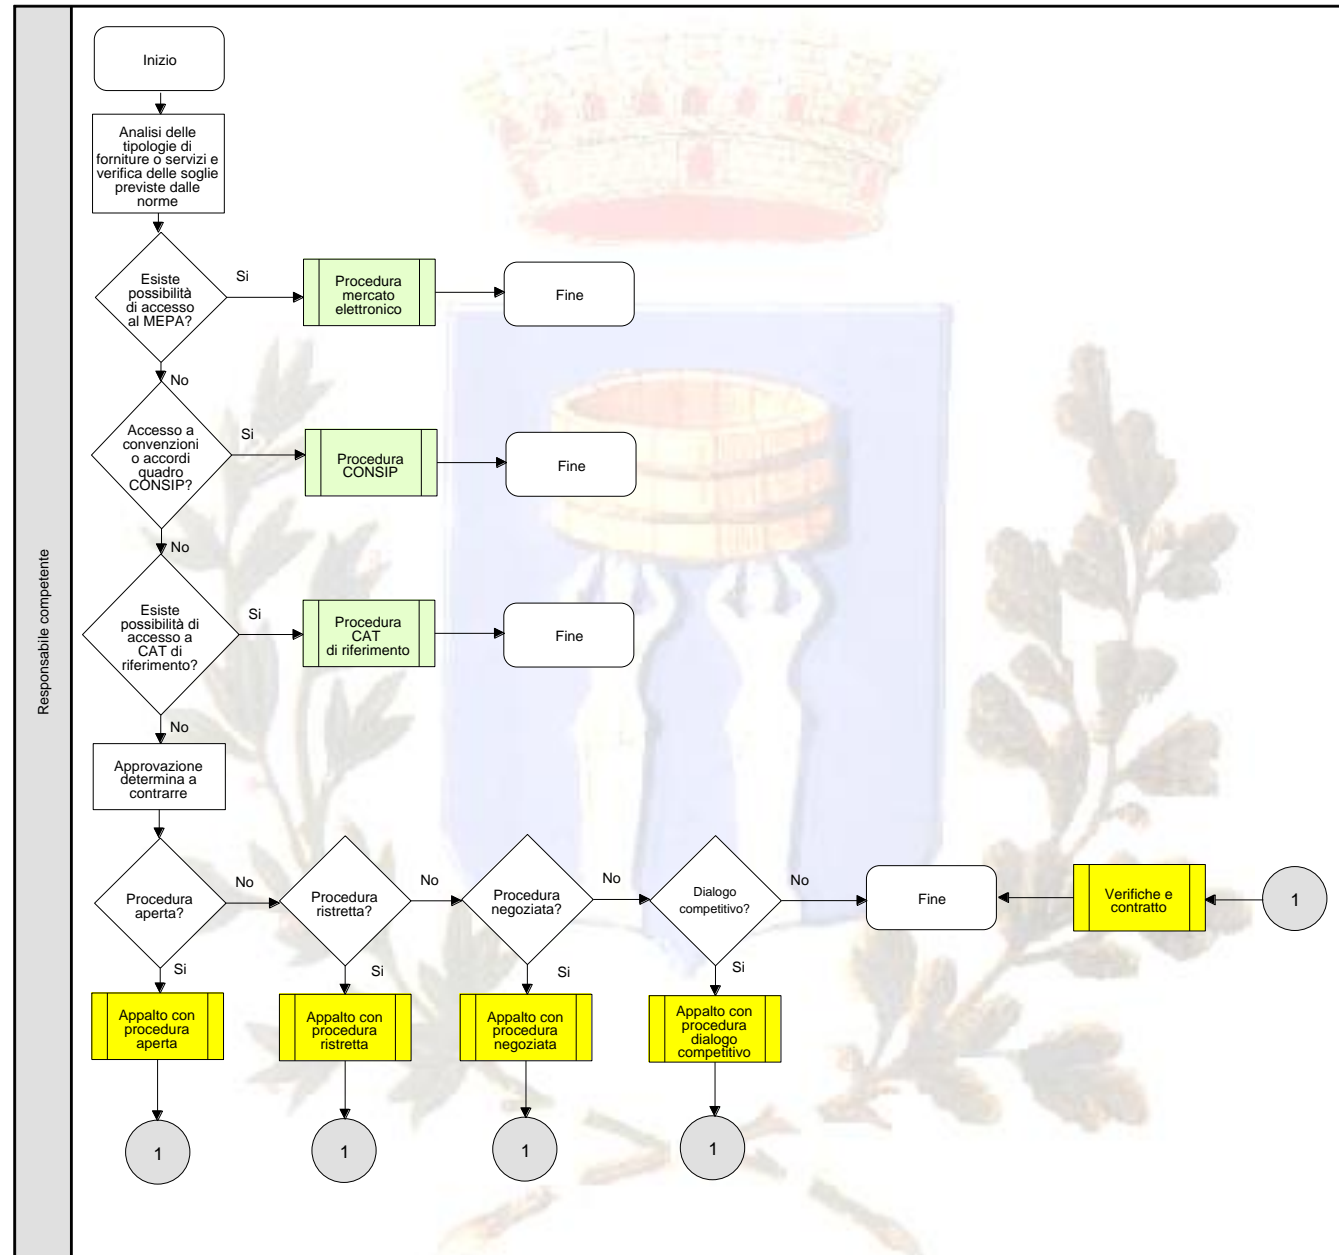 Responsabile competente
Inizio
Analisi delle
tipologie di
forniture o servizi e
verifica delle soglie
previste dalle
norme
Esiste
possibilità
di accesso
al MEPA?
Si
Procedura
mercato
elettronico
Fine
No
Accesso a
convenzioni
o accordi
quadro
CONSIP?
Si
Procedura
CONSIP
Fine
No
Esiste
possibilità di
accesso a
CAT di
riferimento?
Si
Procedura
CAT
di riferimento
Fine
No
Approvazione
determina a
contrarre
Procedura
aperta?
No
Procedura
ristretta?
No
Procedura
negoziata?
No
Dialogo
competitivo?
No
Fine
Verifiche e
contratto
1
Si
Si
Si
Si
Appalto con
procedura
aperta
Appalto con
procedura
ristretta
Appalto con
procedura
negoziata
Appalto con
procedura
dialogo
competitivo
1
1
1
1